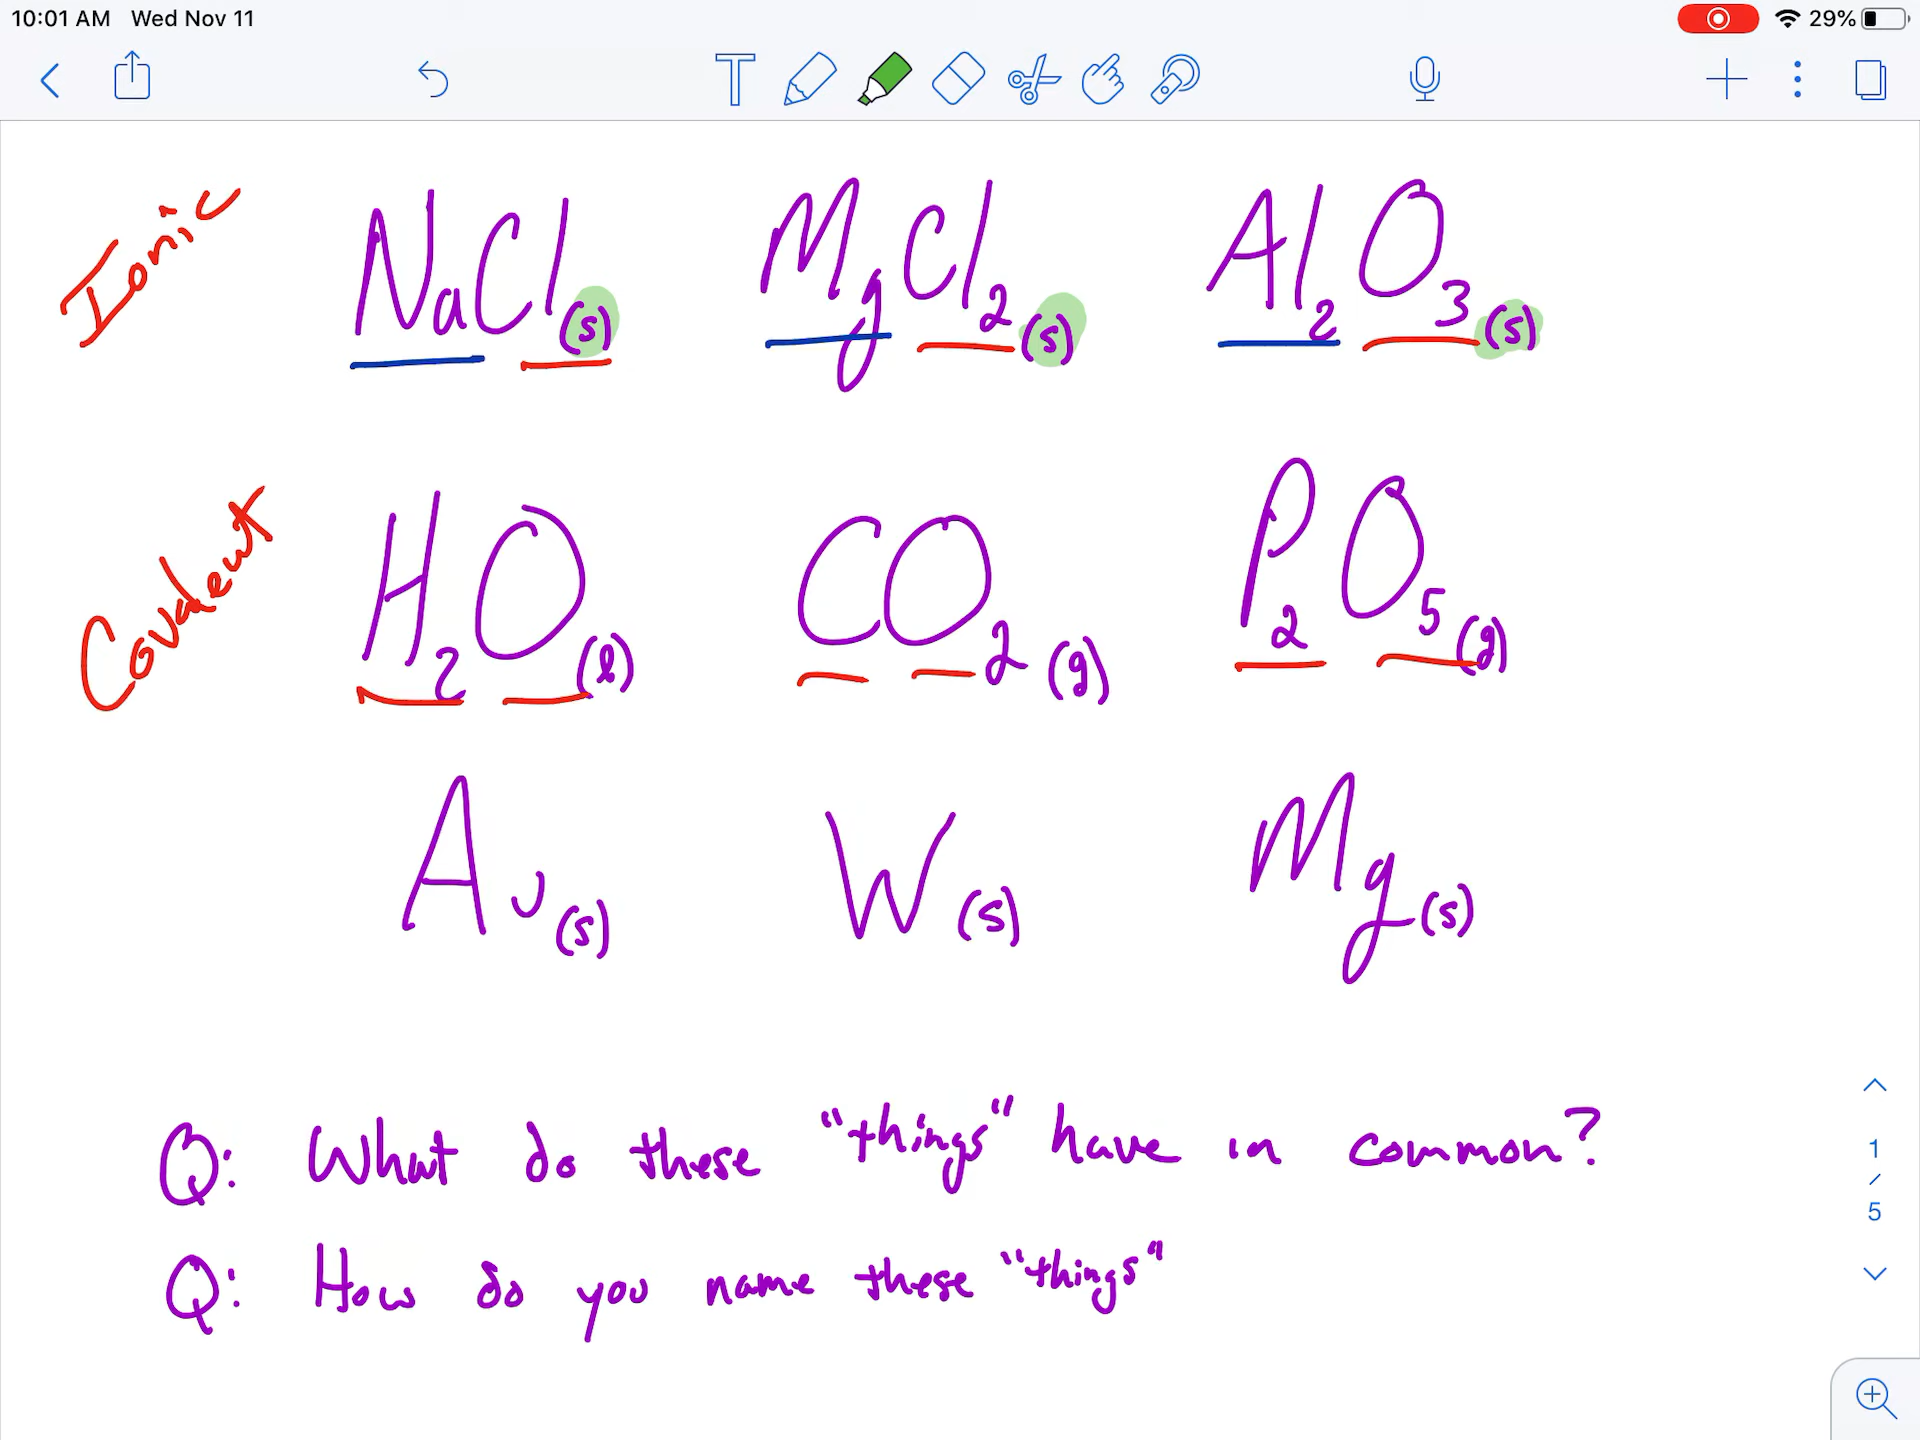 10:01 AM Wed Nov 11 29%
T
Ionic NaCl(s) MgCl₂(s) Al₂O₃(s)
Covalent H₂O(l) CO₂(g) P₂O₅(g)
Au(s) W(s) Mg(s)
Q: What do these "things" have in common?
Q: How do you name these "things"
1
/
5